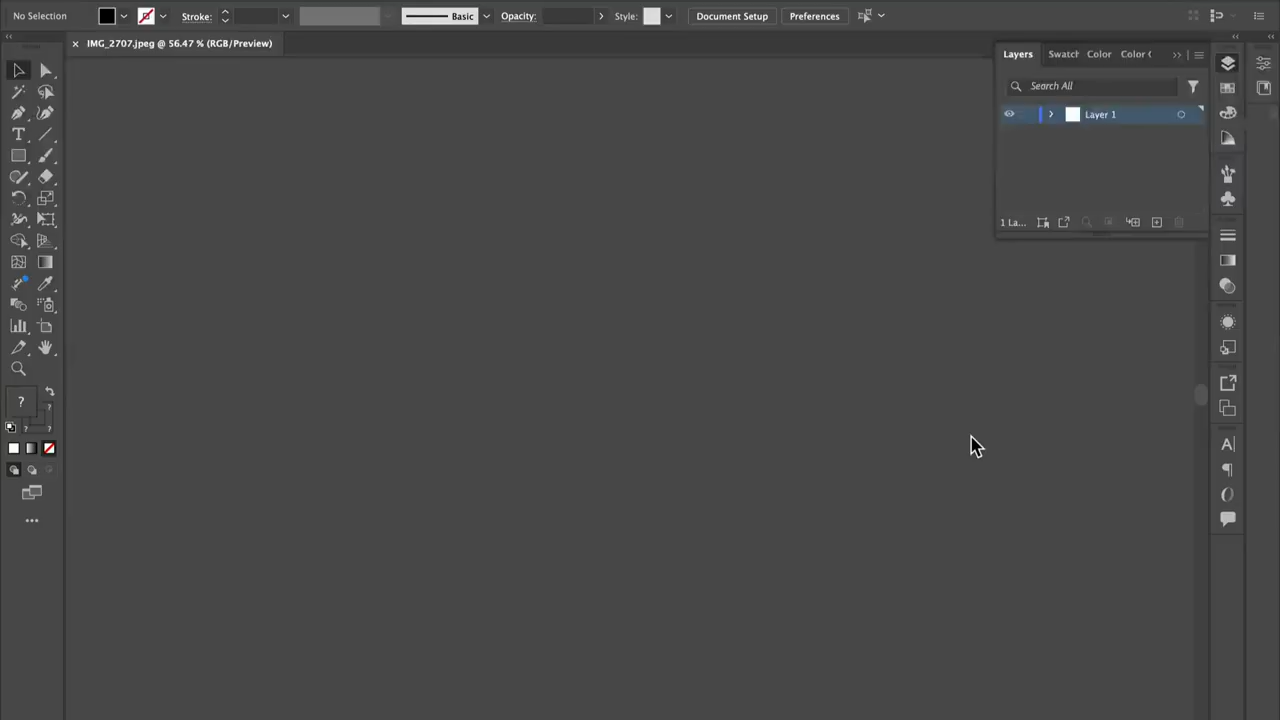 No Selection Stroke: Basic Opacity: Style: Document Setup Preferences
IMG_2707.jpeg @ 56.47 % (RGB/Preview)
Layers Swatch Color Color
Search All
Layer 1
1 La...